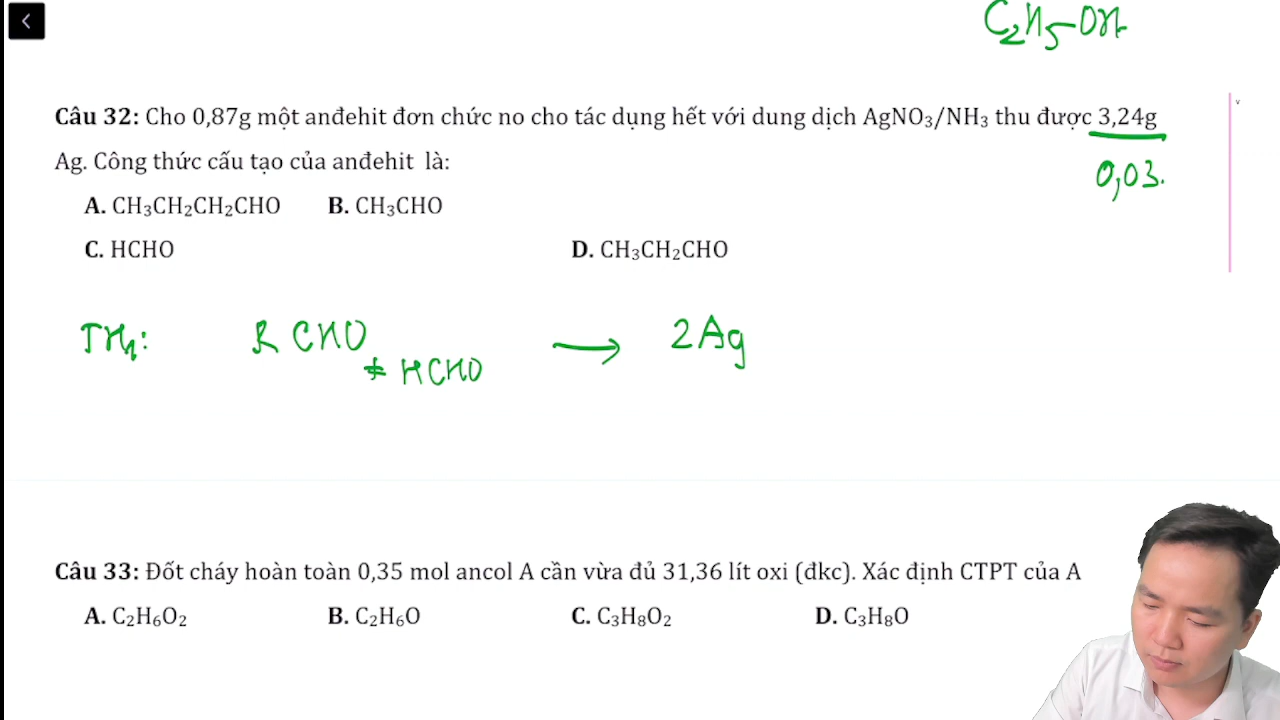 C₂H₅-OH
Câu 32: Cho 0,87g một anđehit đơn chức no cho tác dụng hết với dung dịch AgNO₃/NH₃ thu được 3,24g
Ag. Công thức cấu tạo của anđehit là:
0,03.
A. CH₃CH₂CH₂CHO B. CH₃CHO
C. HCHO D. CH₃CH₂CHO
TH₁: RCHO → 2Ag
≠ HCHO
Câu 33: Đốt cháy hoàn toàn 0,35 mol ancol A cần vừa đủ 31,36 lít oxi (đkc). Xác định CTPT của A
A. C₂H₆O₂ B. C₂H₆O C. C₃H₈O₂ D. C₃H₈O